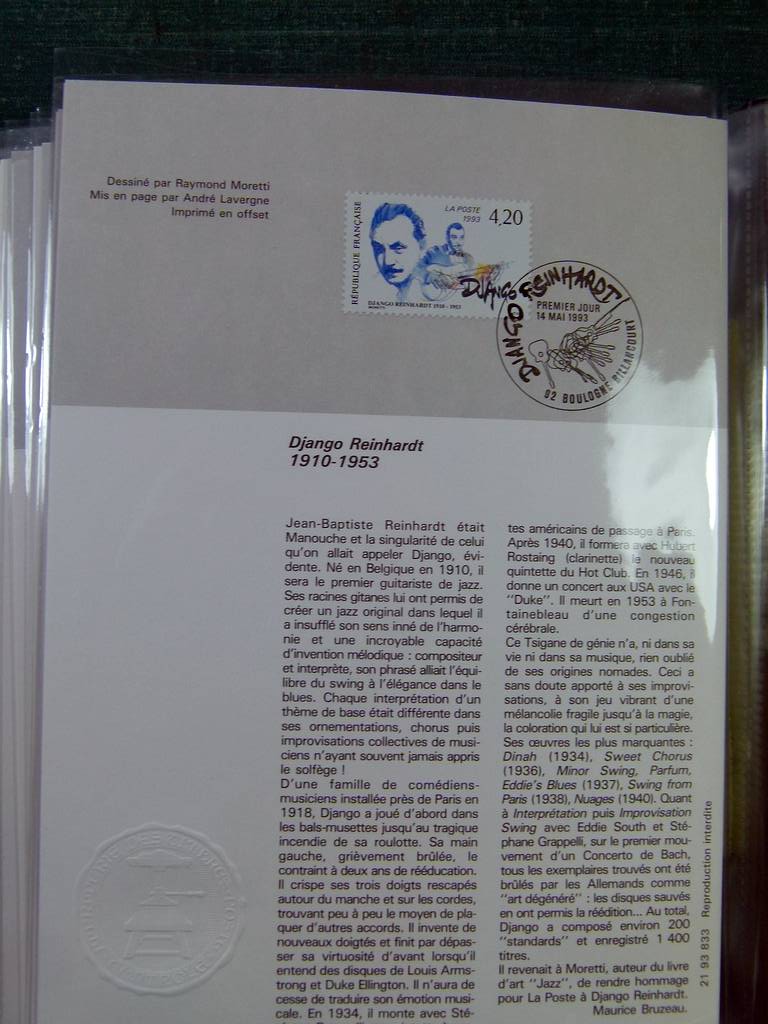 Dessiné par Raymond Moretti
Mis en page par André Lavergne
Imprimé en offset
RÉPUBLIQUE FRANÇAISE
LA POSTE
1993
4,20
DJANGO REINHARDT 1910 - 1953
MORETTI
DJANGO REINHARDT
PREMIER JOUR
14 MAI 1993
92 BOULOGNE BILLANCOURT
Django Reinhardt
1910-1953
Jean-Baptiste Reinhardt était
Manouche et la singularité de celui
qu'on allait appeler Django, évi-
dente. Né en Belgique en 1910, il
sera le premier guitariste de jazz.
Ses racines gitanes lui ont permis de
créer un jazz original dans lequel il
a insufflé son sens inné de l'harmo-
nie et une incroyable capacité
d'invention mélodique : compositeur
et interprète, son phrasé alliait l'équi-
libre du swing à l'élégance dans le
blues. Chaque interprétation d'un
thème de base était différente dans
ses ornementations, chorus puis
improvisations collectives de musi-
ciens n'ayant souvent jamais appris
le solfège !
D'une famille de comédiens-
musiciens installée près de Paris en
1918, Django a joué d'abord dans
les bals-musettes jusqu'au tragique
incendie de sa roulotte. Sa main
gauche, grièvement brûlée, le
contraint à deux ans de rééducation.
Il crispe ses trois doigts rescapés
autour du manche et sur les cordes,
trouvant peu à peu le moyen de pla-
quer d'autres accords. Il invente de
nouveaux doigtés et finit par dépas-
ser sa virtuosité d'avant lorsqu'il
entend des disques de Louis Arms-
trong et Duke Ellington. Il n'aura de
cesse de traduire son émotion musi-
cale. En 1934, il monte avec Sté-
tes américains de passage à Paris.
Après 1940, il formera avec Hubert
Rostaing (clarinette) le nouveau
quintette du Hot Club. En 1946, il
donne un concert aux USA avec le
"Duke". Il meurt en 1953 à Fon-
tainebleau d'une congestion
cérébrale.
Ce Tsigane de génie n'a, ni dans sa
vie ni dans sa musique, rien oublié
de ses origines nomades. Ceci a
sans doute apporté à ses improvi-
sations, à son jeu vibrant d'une
mélancolie fragile jusqu'à la magie,
la coloration qui lui est si particulière.
Ses œuvres les plus marquantes :
Dinah (1934), Sweet Chorus
(1936), Minor Swing, Parfum,
Eddie's Blues (1937), Swing from
Paris (1938), Nuages (1940). Quant
à Interprétation puis Improvisation
Swing avec Eddie South et Sté-
phane Grappelli, sur le premier mou-
vement d'un Concerto de Bach,
tous les exemplaires trouvés ont été
brûlés par les Allemands comme
"art dégénéré" : les disques sauvés
en ont permis la réédition... Au total,
Django a composé environ 200
"standards" et enregistré 1 400
titres.
Il revenait à Moretti, auteur du livre
d'art "Jazz", de rendre hommage
pour La Poste à Django Reinhardt.
Maurice Bruzeau.
21 93 833 Reproduction interdite